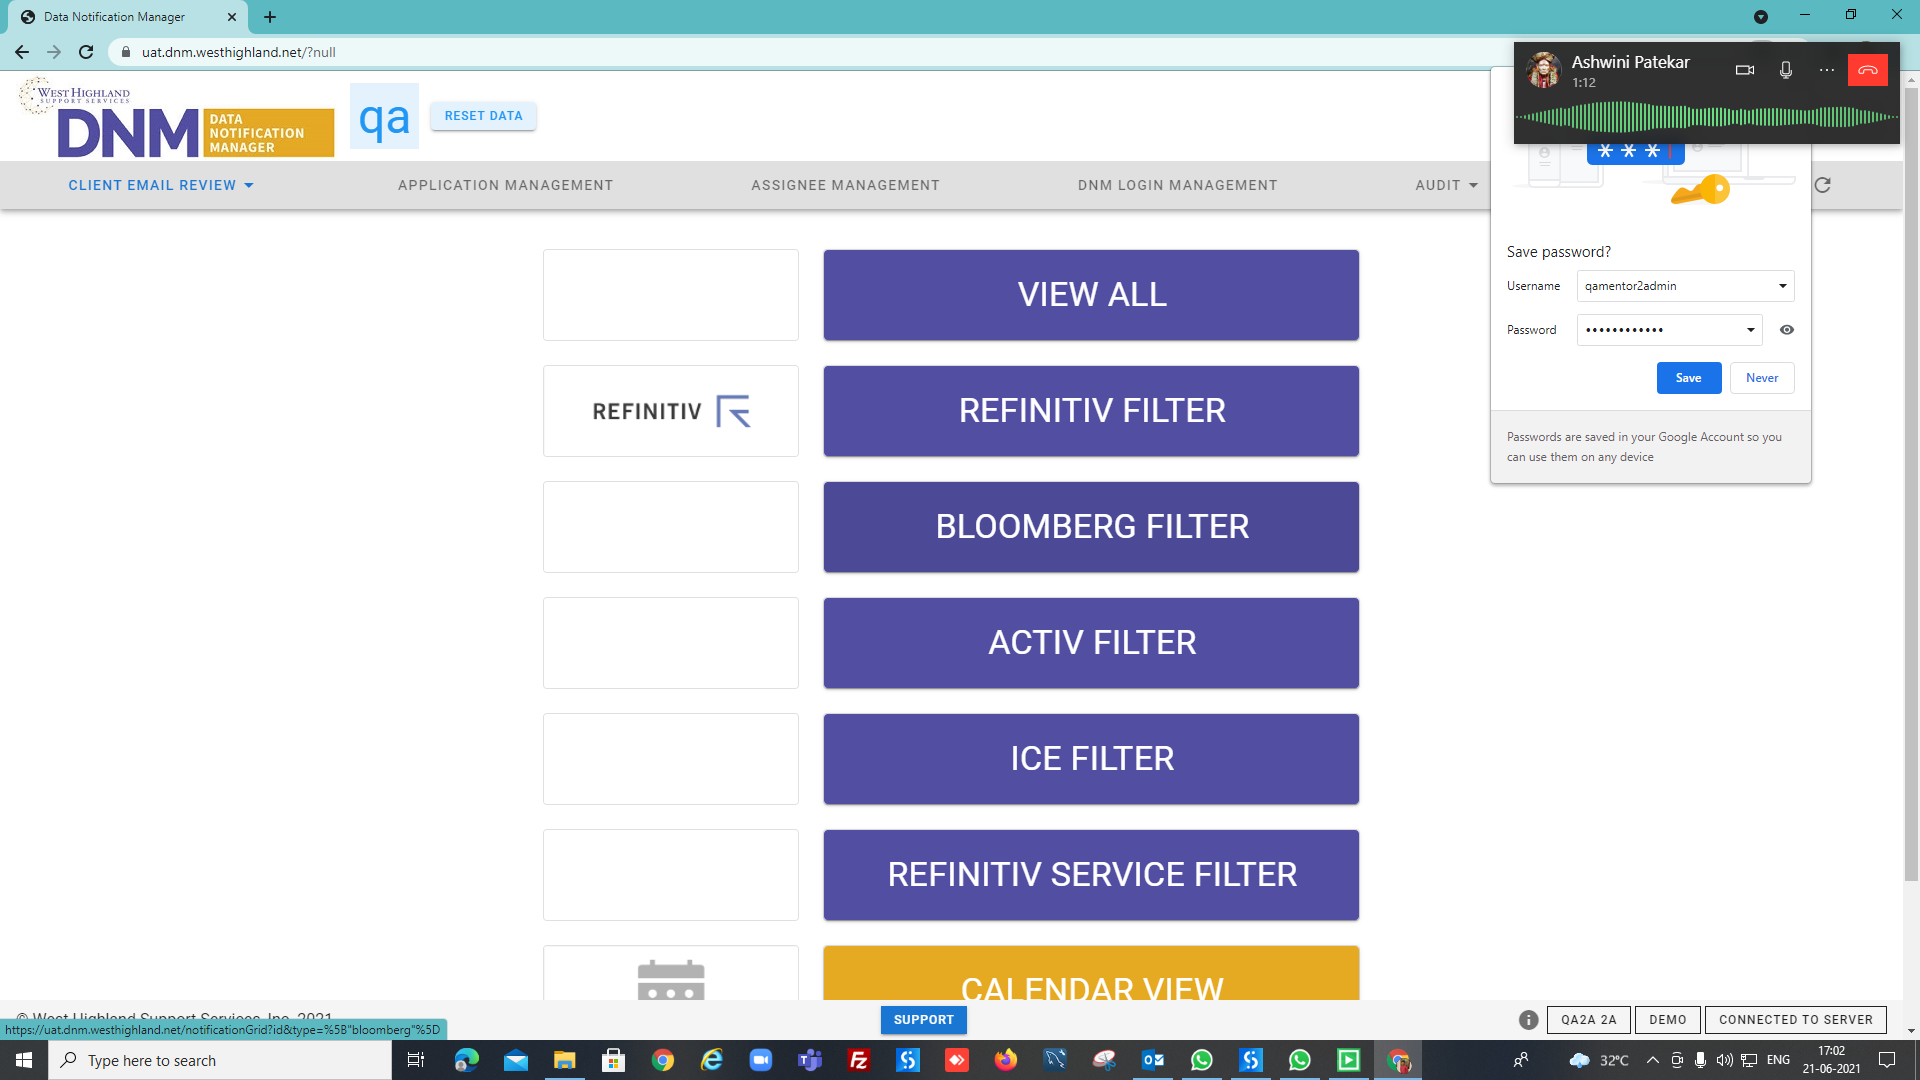 Data Notification Manager
uat.dnm.westhighland.net/?null
Ashwini Patekar
1:12
WEST HIGHLAND
SUPPORT SERVICES
DNM DATA
NOTIFICATION
MANAGER
qa
RESET DATA
***
CLIENT EMAIL REVIEW
APPLICATION MANAGEMENT
ASSIGNEE MANAGEMENT
DNM LOGIN MANAGEMENT
AUDIT
Save password?
Username
qamentor2admin
Password
••••••••••••
Save
Never
Passwords are saved in your Google Account so you
can use them on any device
VIEW ALL
REFINITIV
REFINITIV FILTER
BLOOMBERG FILTER
ACTIV FILTER
ICE FILTER
REFINITIV SERVICE FILTER
CALENDAR VIEW
© West Highland Support Services, Inc. 2021
https://uat.dnm.westhighland.net/notificationGrid?id&type=%5B"bloomberg"%5D
SUPPORT
QA2A 2A
DEMO
CONNECTED TO SERVER
Type here to search
32°C
ENG
17:02
21-06-2021